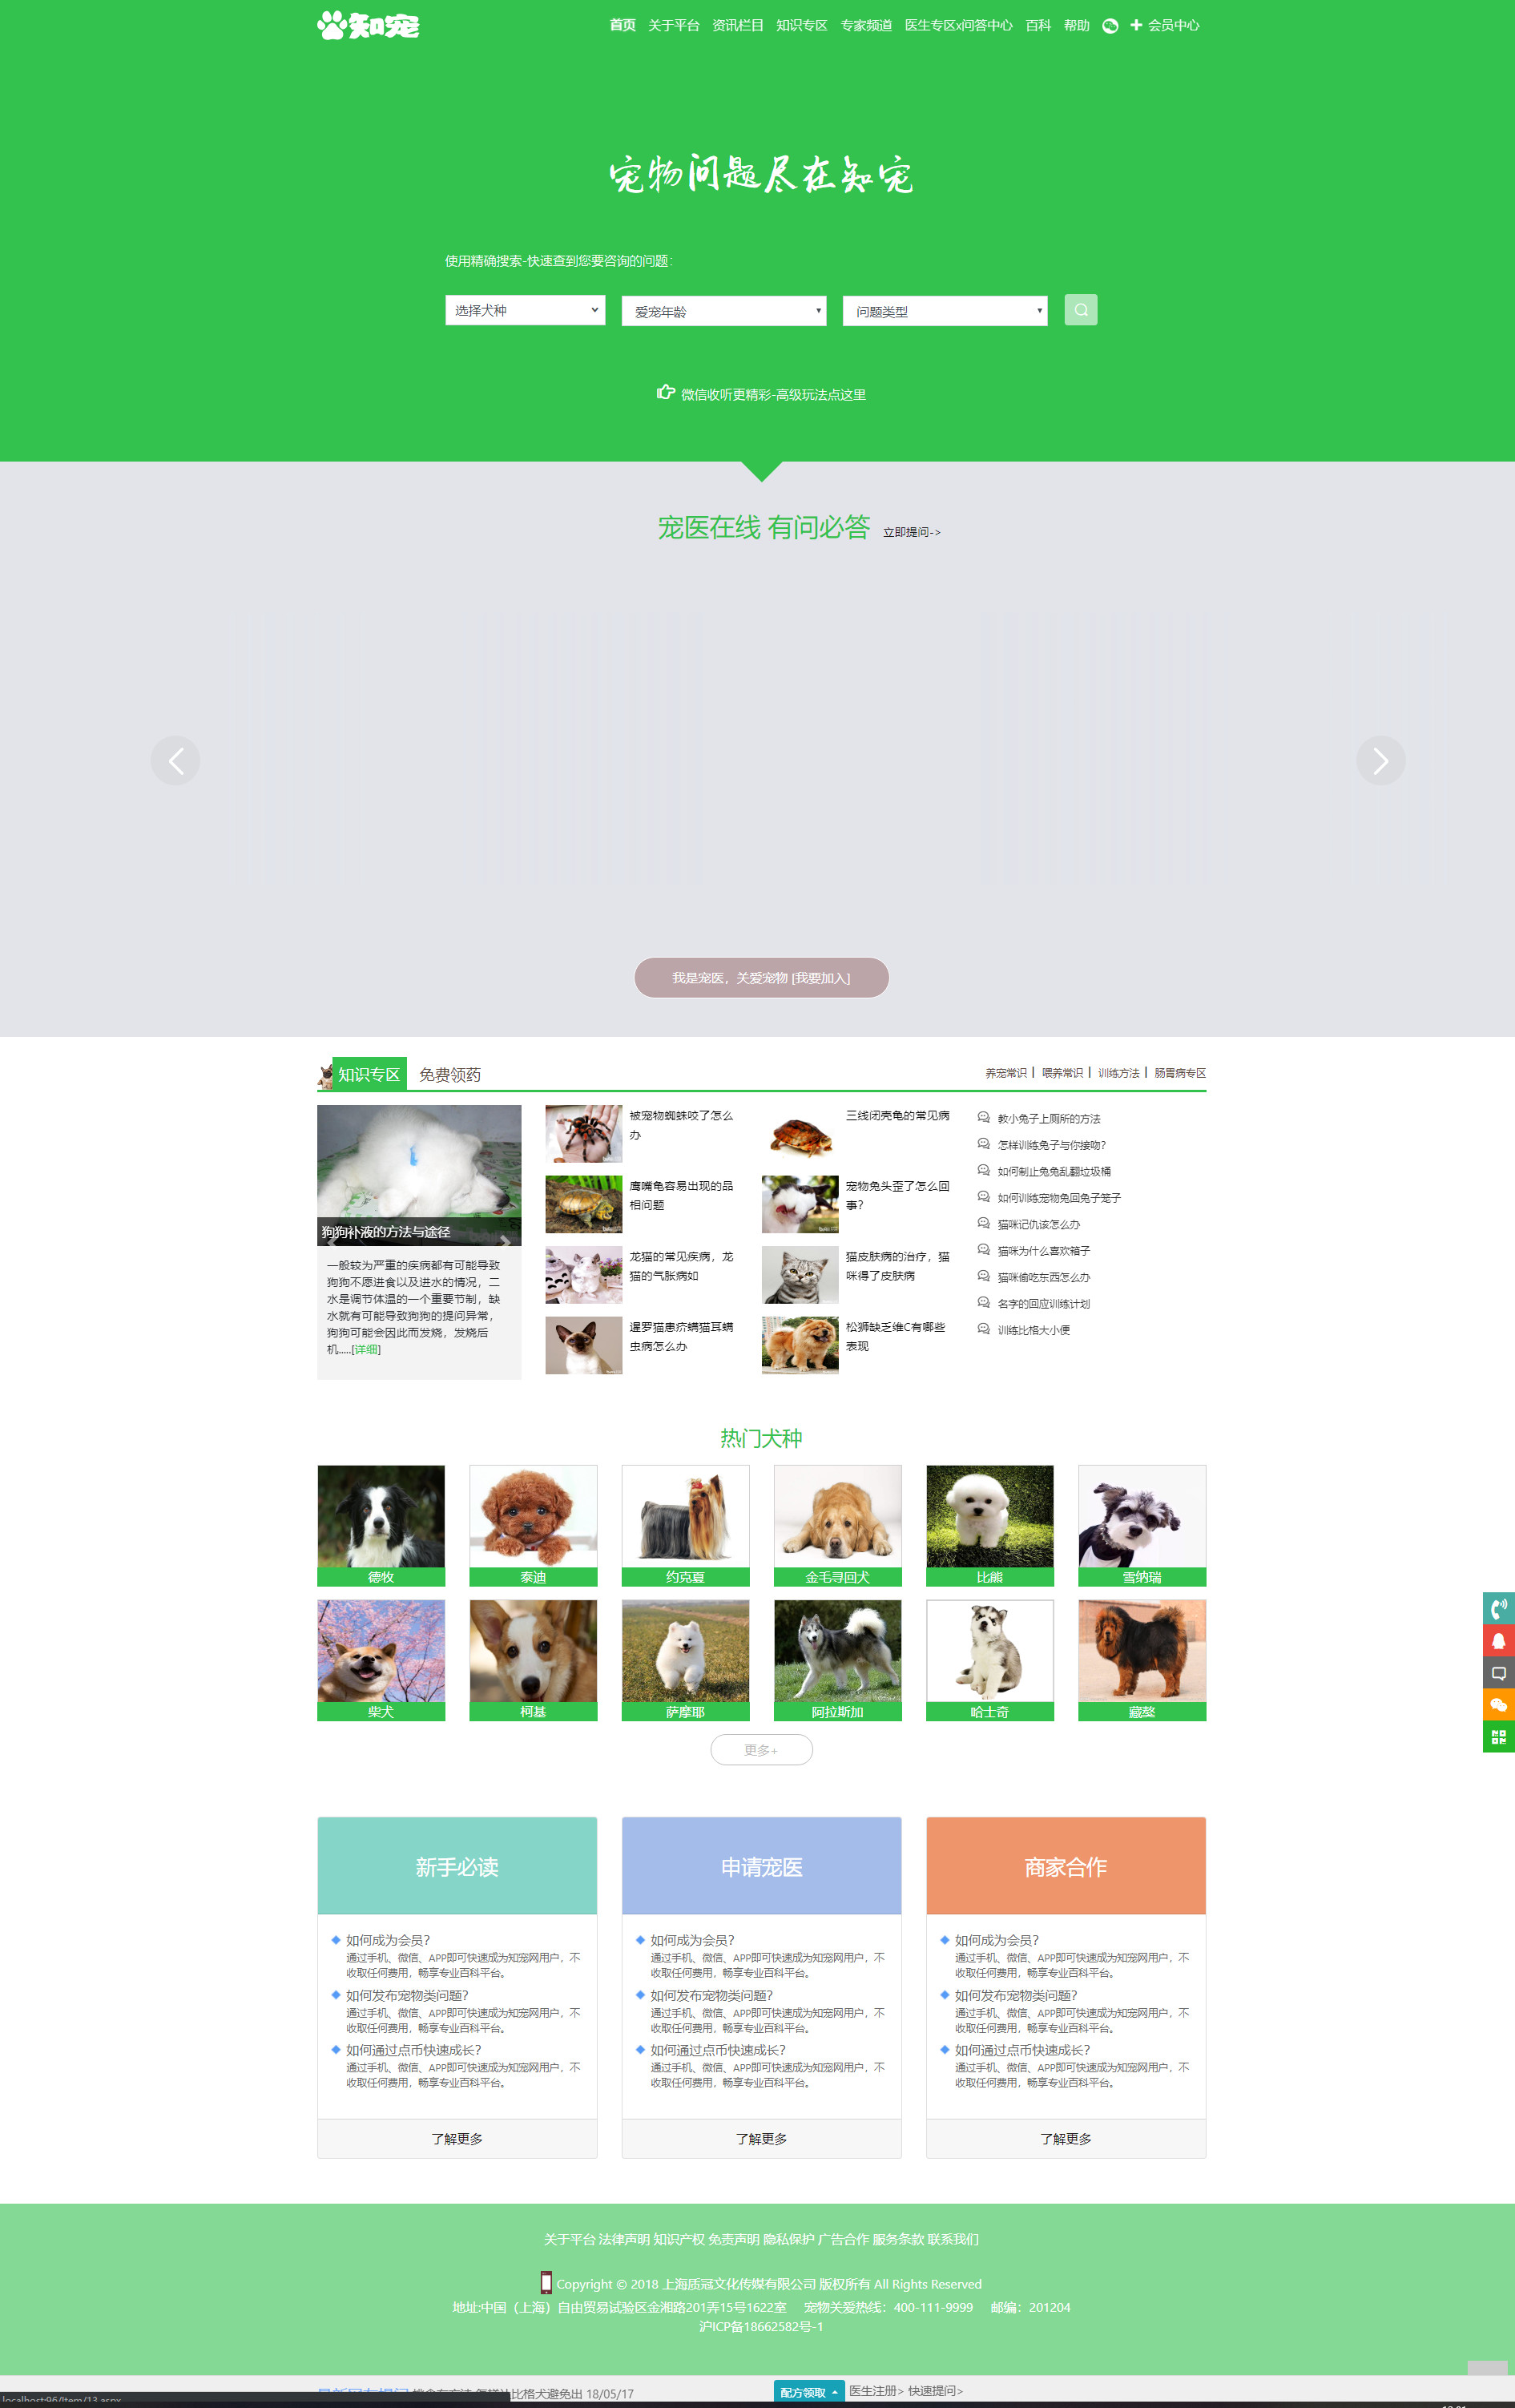 知宠
首页 关于平台 资讯栏目 知识专区 专家频道 医生专区x问答中心 百科 帮助 会员中心
宠物问题尽在知宠
使用精确搜索-快速查到您要咨询的问题：
选择犬种 爱宠年龄 问题类型
微信收听更精彩-高级玩法点这里
宠医在线 有问必答 立即提问->
我是宠医，关爱宠物 [我要加入]
知识专区 免费领药 养宠常识 | 喂养常识 | 训练方法 | 肠胃病专区
狗狗补液的方法与途径
一般较为严重的疾病都有可能导致
狗狗不愿进食以及进水的情况，二
水是调节体温的一个重要节制，缺
水就有可能导致狗狗的提问异常，
狗狗可能会因此而发烧，发烧后
机.....[详细]
被宠物蜘蛛咬了怎么
办
三线闭壳龟的常见病
鹰嘴龟容易出现的品
相问题
宠物兔头歪了怎么回
事？
龙猫的常见疾病，龙
猫的气胀病如
猫皮肤病的治疗，猫
咪得了皮肤病
暹罗猫患疥螨猫耳螨
虫病怎么办
松狮缺乏维C有哪些
表现
教小兔子上厕所的方法
怎样训练兔子与你接吻？
如何制止兔兔乱翻垃圾桶
如何训练宠物兔回兔子笼子
猫咪记仇该怎么办
猫咪为什么喜欢箱子
猫咪偷吃东西怎么办
名字的回应训练计划
训练比格大小便
热门犬种
德牧 泰迪 约克夏 金毛寻回犬 比熊 雪纳瑞
柴犬 柯基 萨摩耶 阿拉斯加 哈士奇 藏獒
更多+
新手必读
如何成为会员？
通过手机、微信、APP即可快速成为知宠网用户，不
收取任何费用，畅享专业百科平台。
如何发布宠物类问题？
通过手机、微信、APP即可快速成为知宠网用户，不
收取任何费用，畅享专业百科平台。
如何通过点币快速成长？
通过手机、微信、APP即可快速成为知宠网用户，不
收取任何费用，畅享专业百科平台。
了解更多
申请宠医
如何成为会员？
通过手机、微信、APP即可快速成为知宠网用户，不
收取任何费用，畅享专业百科平台。
如何发布宠物类问题？
通过手机、微信、APP即可快速成为知宠网用户，不
收取任何费用，畅享专业百科平台。
如何通过点币快速成长？
通过手机、微信、APP即可快速成为知宠网用户，不
收取任何费用，畅享专业百科平台。
了解更多
商家合作
如何成为会员？
通过手机、微信、APP即可快速成为知宠网用户，不
收取任何费用，畅享专业百科平台。
如何发布宠物类问题？
通过手机、微信、APP即可快速成为知宠网用户，不
收取任何费用，畅享专业百科平台。
如何通过点币快速成长？
通过手机、微信、APP即可快速成为知宠网用户，不
收取任何费用，畅享专业百科平台。
了解更多
关于平台 法律声明 知识产权 免责声明 隐私保护 广告合作 服务条款 联系我们
Copyright © 2018 上海质冠文化传媒有限公司 版权所有 All Rights Reserved
地址:中国（上海）自由贸易试验区金湘路201弄15号1622室 宠物关爱热线：400-111-9999 邮编：201204
沪ICP备18662582号-1
比格犬避免出 18/05/17 配方领取 医生注册> 快速提问>
localhost:96/Item/13.aspx